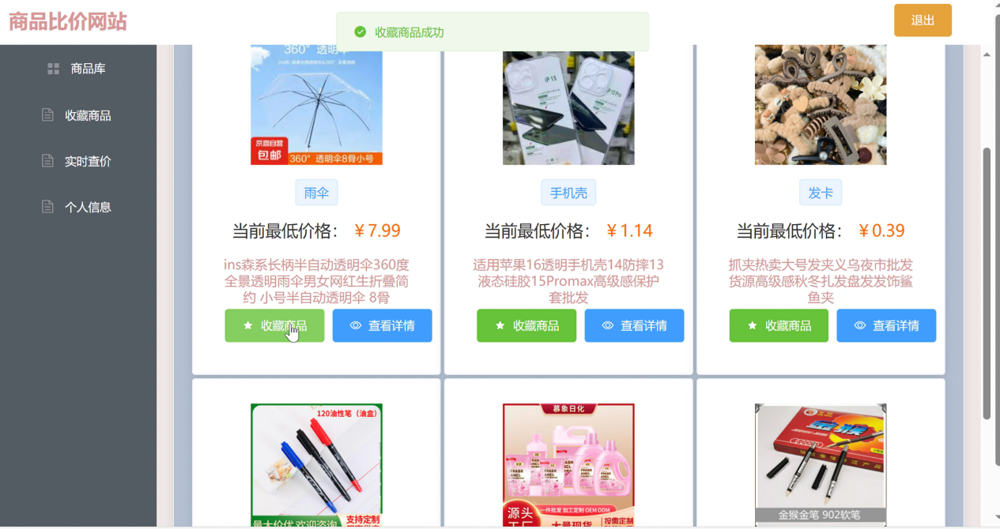 商品比价网站
收藏商品成功
退出
商品库
收藏商品
实时查价
个人信息
360°透明伞
京喜自营
包邮
360° 透明伞8骨小号
iP 15
雨伞
手机壳
发卡
当前最低价格： ￥7.99
当前最低价格： ￥1.14
当前最低价格： ￥0.39
ins森系长柄半自动透明伞360度
全景透明雨伞男女网红生折叠简
约 小号半自动透明伞 8骨
适用苹果16透明手机壳14防摔13
液态硅胶15Promax高级感保护
套批发
抓夹热卖大号发夹义乌夜市批发
货源高级感秋冬扎发盘发发饰鲨
鱼夹
收藏商品 查看详情
收藏商品 查看详情
收藏商品 查看详情
120油性笔（油盒）
支持定制
量大价优 欢迎咨询
慕象日化
源头
工厂
一件批发 加工定制 OEM ODM
大量现货
按需定制
金猴
金猴金笔 902软笔